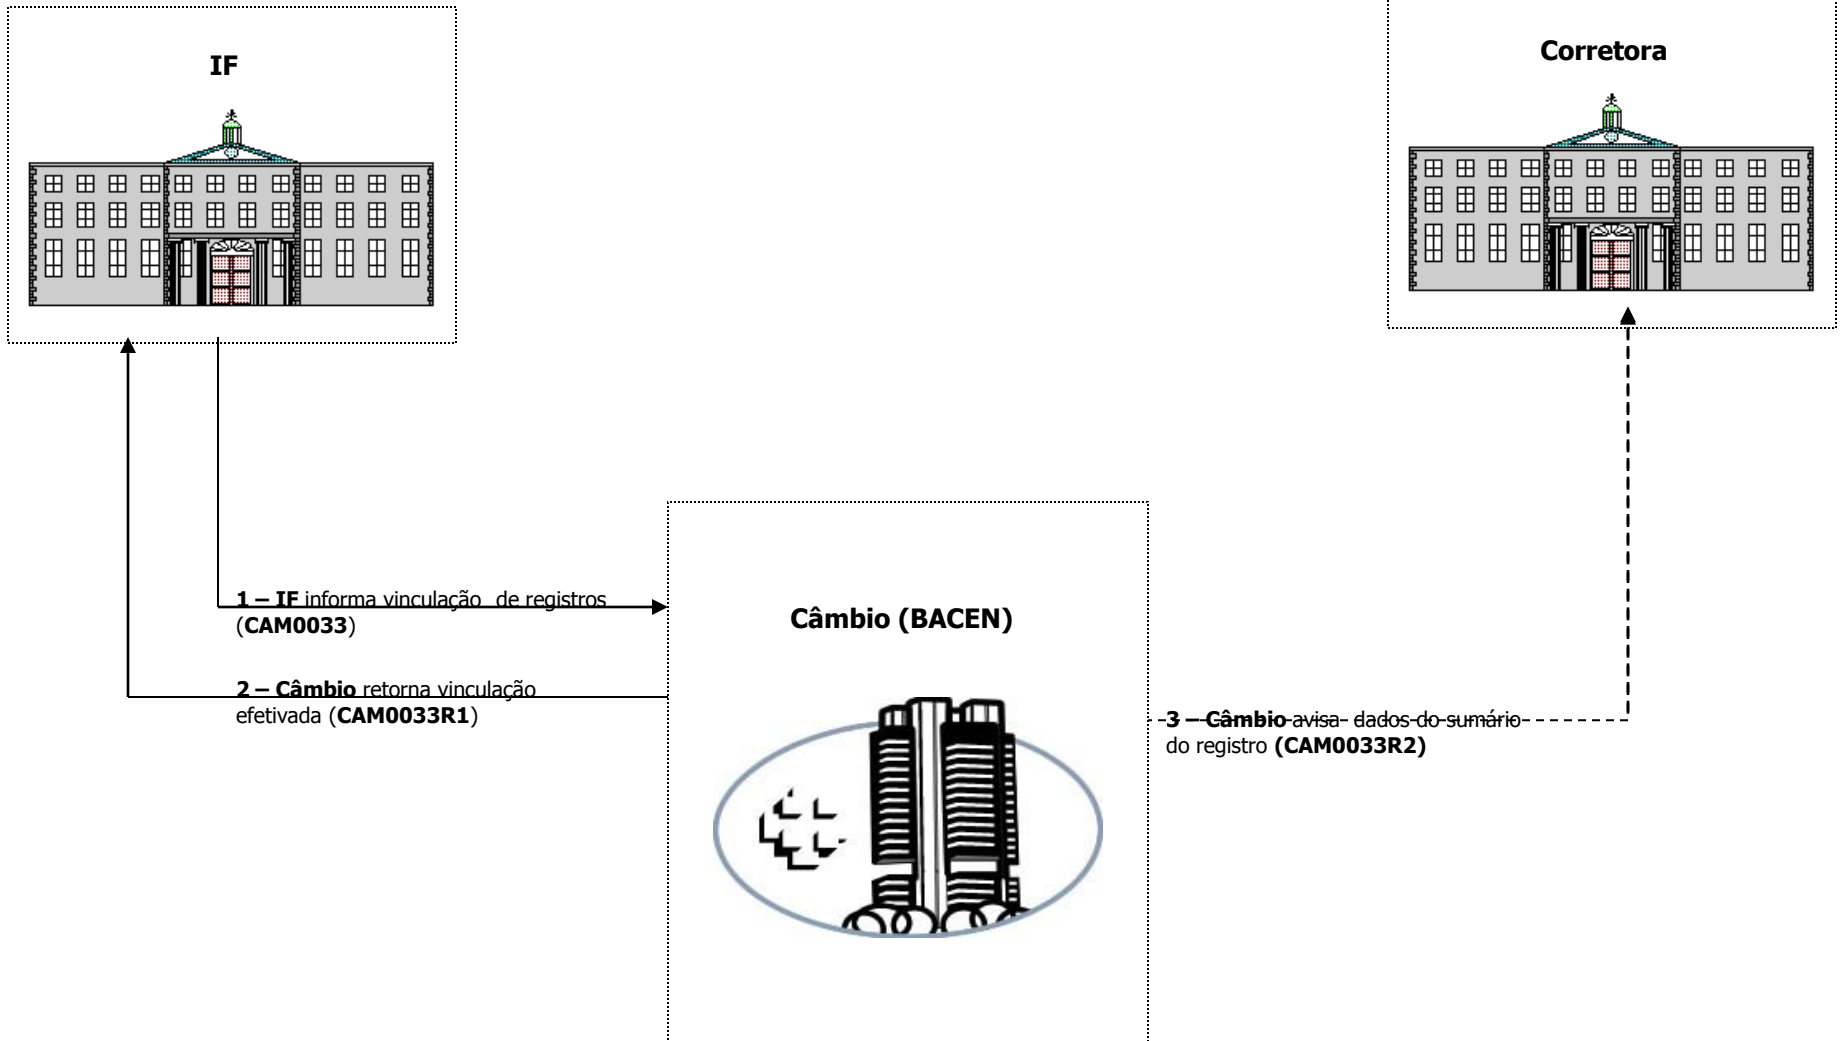 IF
Corretora
1 – IF informa vinculação de registros
(CAM0033)
Câmbio (BACEN)
2 – Câmbio retorna vinculação
efetivada (CAM0033R1)
3 – Câmbio avisa dados do sumário
do registro (CAM0033R2)